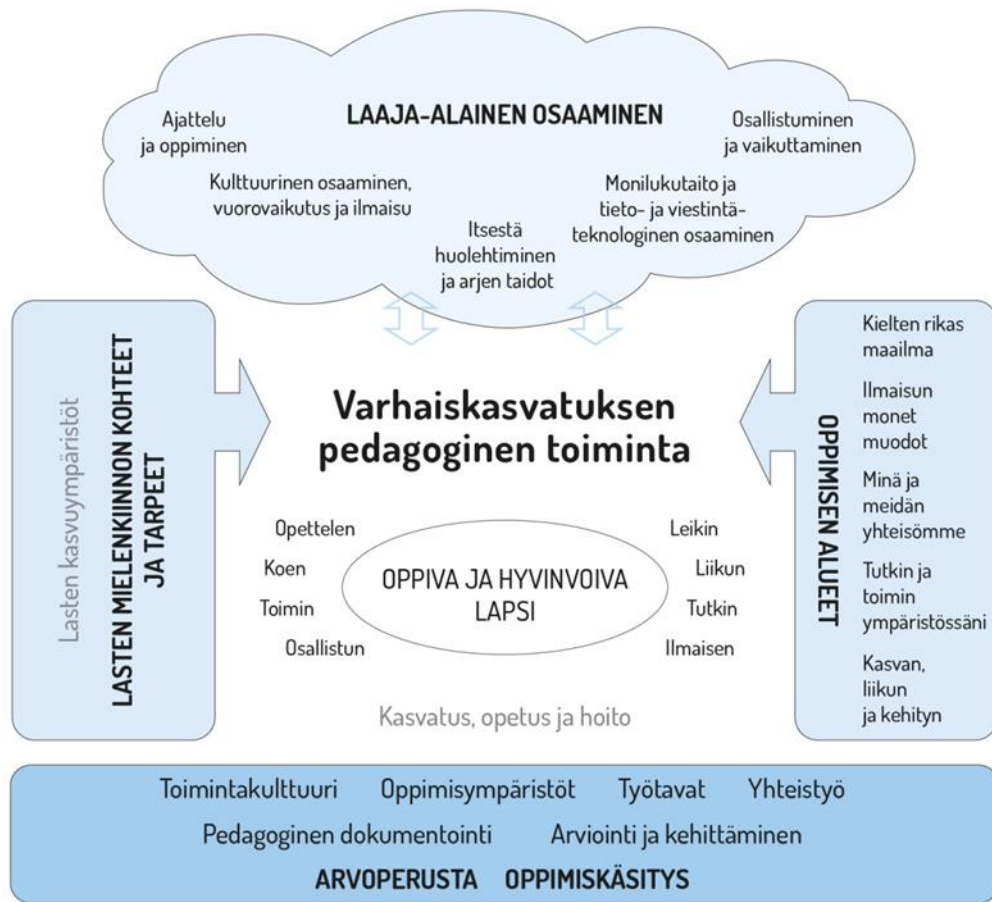 LAAJA-ALAINEN OSAAMINEN
Ajattelu
ja oppiminen
Osallistuminen
ja vaikuttaminen
Kulttuurinen osaaminen,
vuorovaikutus ja ilmaisu
Monilukutaito ja
tieto- ja viestintä-
teknologinen osaaminen
Itsestä
huolehtiminen
ja arjen taidot
Lasten kasvuympäristöt
LASTEN MIELENKIINNON KOHTEET
JA TARPEET
Varhaiskasvatuksen
pedagoginen toiminta
Opettelen
Koen
Toimin
Osallistun
OPPIVA JA HYVINVOIVA
LAPSI
Leikin
Liikun
Tutkin
Ilmaisen
Kasvatus, opetus ja hoito
OPPIMISEN ALUEET
Kielten rikas
maailma
Ilmaisun
monet
muodot
Minä ja
meidän
yhteisömme
Tutkin ja
toimin
ympäristössäni
Kasvan,
liikun
ja kehityn
Toimintakulttuuri Oppimisympäristöt Työtavat Yhteistyö
Pedagoginen dokumentointi Arviointi ja kehittäminen
ARVOPERUSTA OPPIMISKÄSITYS